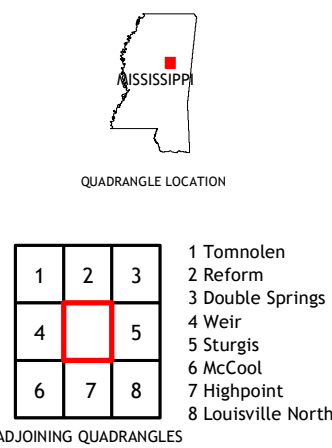 MISSISSIPPI
QUADRANGLE LOCATION
1 2 3
4 5
6 7 8
1 Tomnolen
2 Reform
3 Double Springs
4 Weir
5 Sturgis
6 McCool
7 Highpoint
8 Louisville North
ADJOINING QUADRANGLES